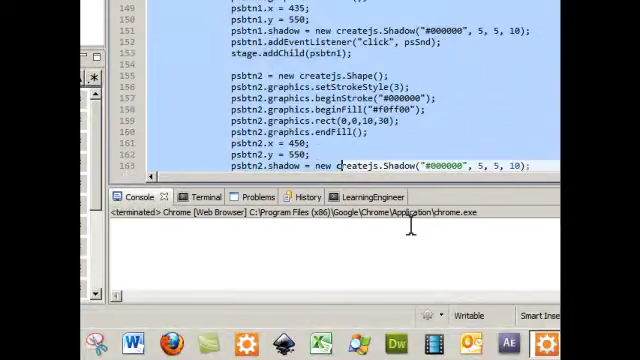 149 psbtn1.x = 435;
150 psbtn1.y = 550;
151 psbtn1.shadow = new createjs.Shadow("#000000", 5, 5, 10);
152 psbtn1.addEventListener("click", psSnd);
153 stage.addChild(psbtn1);
154
155 psbtn2 = new createjs.Shape();
156 psbtn2.graphics.setStrokeStyle(3);
157 psbtn2.graphics.beginStroke("#000000");
158 psbtn2.graphics.beginFill("#f0ff00");
159 psbtn2.graphics.rect(0,0,10,30);
160 psbtn2.graphics.endFill();
161 psbtn2.x = 450;
162 psbtn2.y = 550;
163 psbtn2.shadow = new createjs.Shadow("#000000", 5, 5, 10);
Console Terminal Problems History LearningEngineer
<terminated> Chrome [Web Browser] C:\Program Files (x86)\Google\Chrome\Application\chrome.exe
Writable Smart Inse
Dw Ae